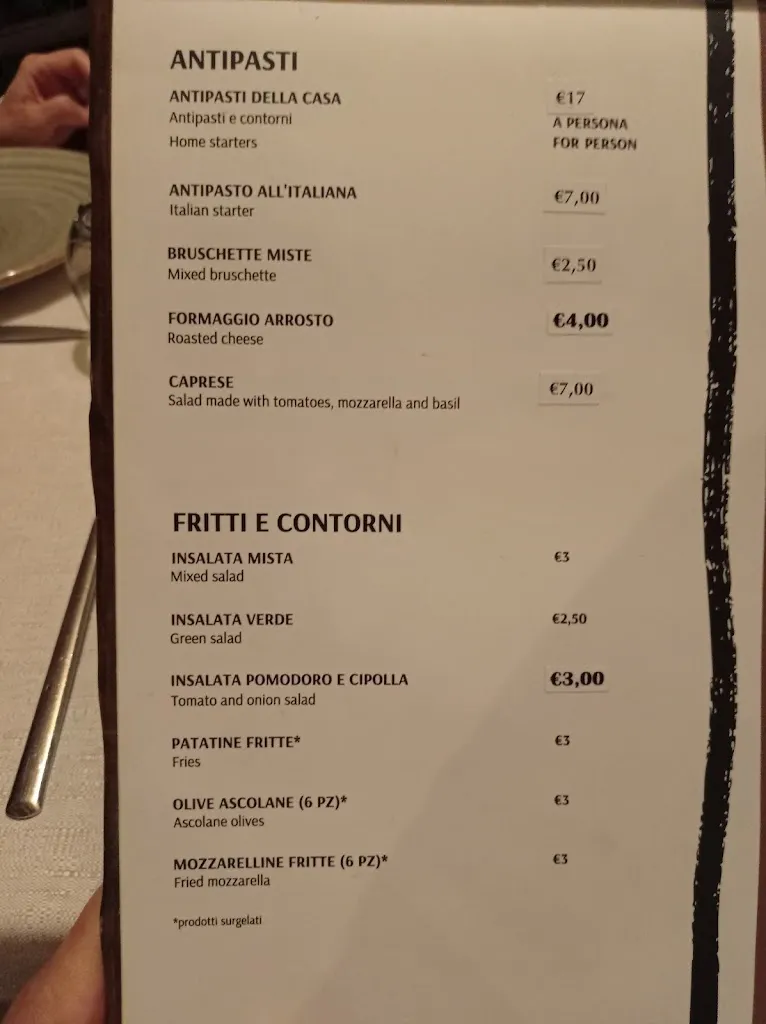 ANTIPASTI
ANTIPASTI DELLA CASA €17
Antipasti e contorni A PERSONA
Home starters FOR PERSON
ANTIPASTO ALL'ITALIANA €7,00
Italian starter
BRUSCHETTE MISTE €2,50
Mixed bruschette
FORMAGGIO ARROSTO €4,00
Roasted cheese
CAPRESE €7,00
Salad made with tomatoes, mozzarella and basil
FRITTI E CONTORNI
INSALATA MISTA €3
Mixed salad
INSALATA VERDE €2,50
Green salad
INSALATA POMODORO E CIPOLLA €3,00
Tomato and onion salad
PATATINE FRITTE* €3
Fries
OLIVE ASCOLANE (6 PZ)* €3
Ascolane olives
MOZZARELLINE FRITTE (6 PZ)* €3
Fried mozzarella
*prodotti surgelati